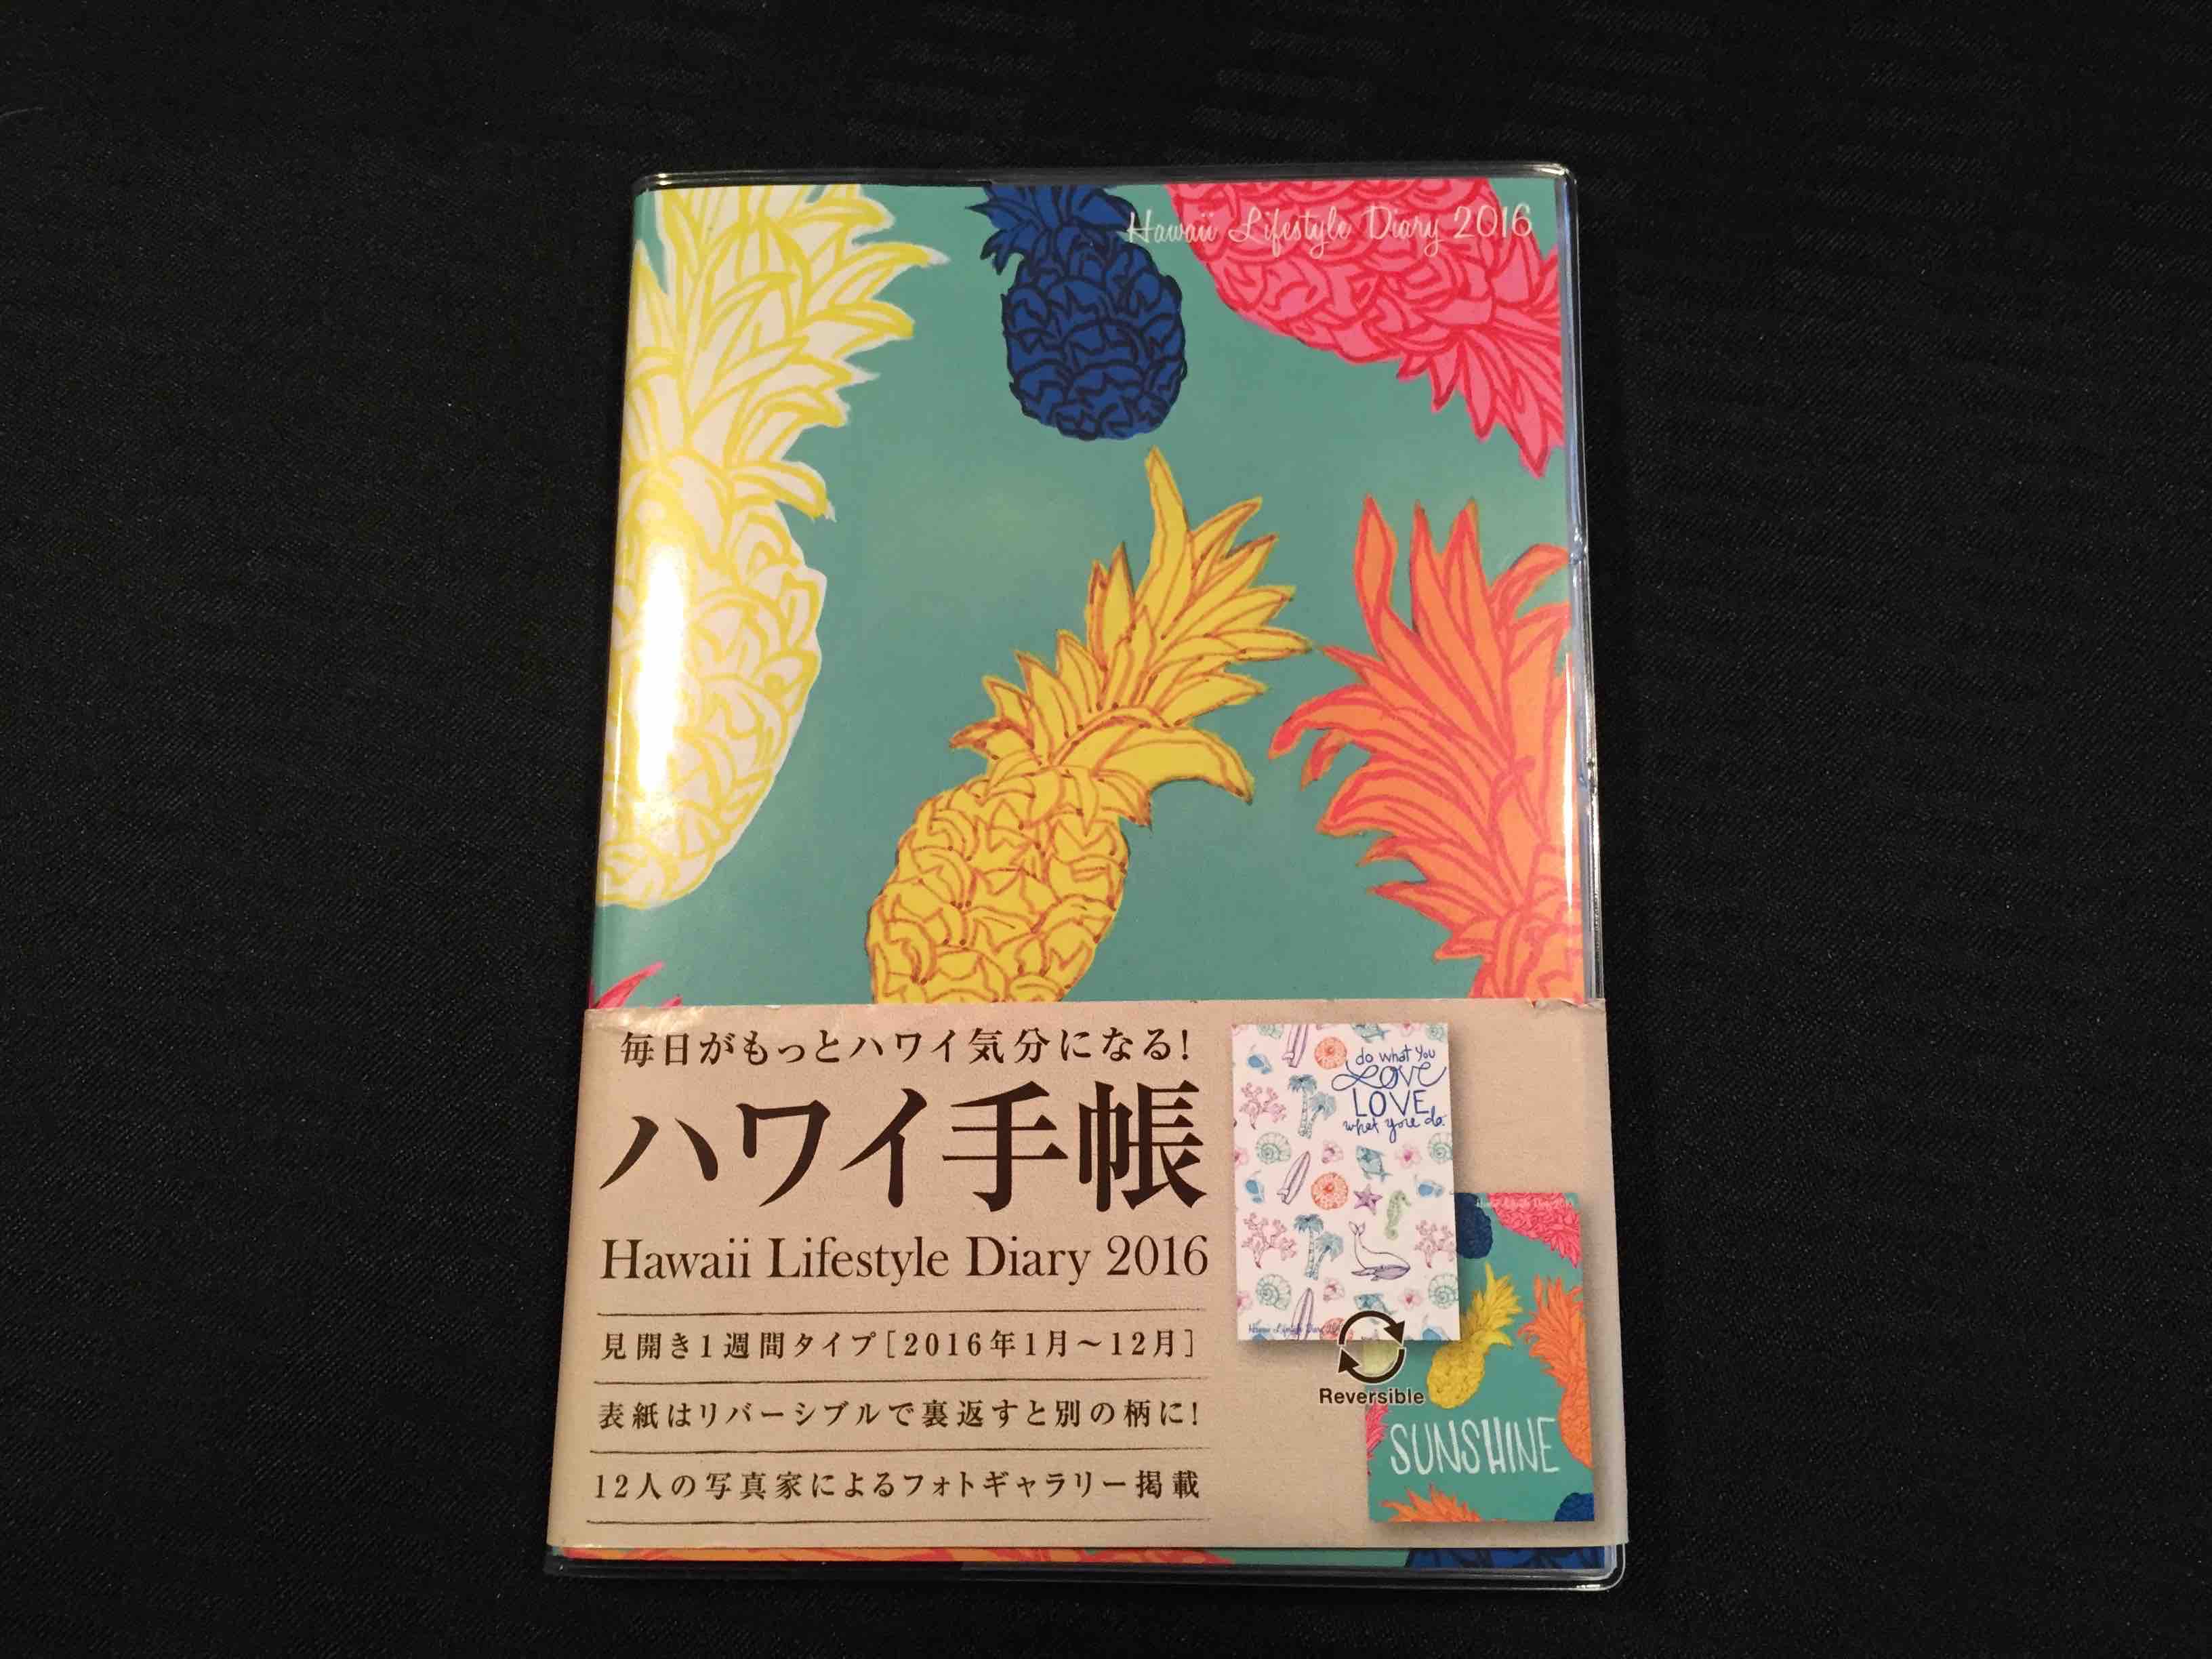 Hawaii Lifestyle Diary 2016
毎日がもっとハワイ気分になる!
ハワイ手帳
Hawaii Lifestyle Diary 2016
見開き1週間タイプ[2016年1月～12月]
表紙はリバーシブルで裏返すと別の柄に!
12人の写真家によるフォトギャラリー掲載
do what you
LOVE
LOVE
what you do.
Reversible
SUNSHINE